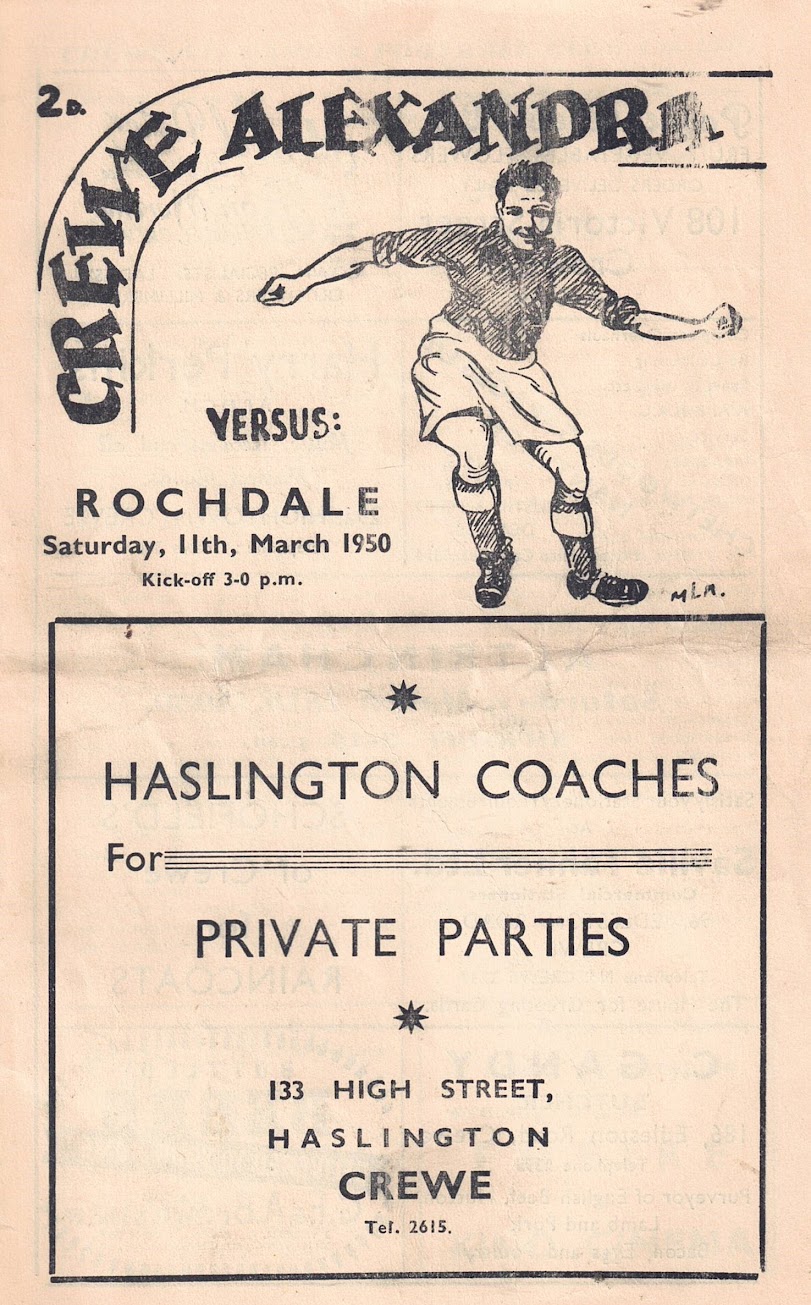 2D.
CREWE ALEXANDRA
VERSUS:
ROCHDALE
Saturday, 11th, March 1950
Kick-off 3-0 p.m.
MLM.
HASLINGTON COACHES
For
PRIVATE PARTIES
133 HIGH STREET,
HASLINGTON
CREWE
Tel. 2615.